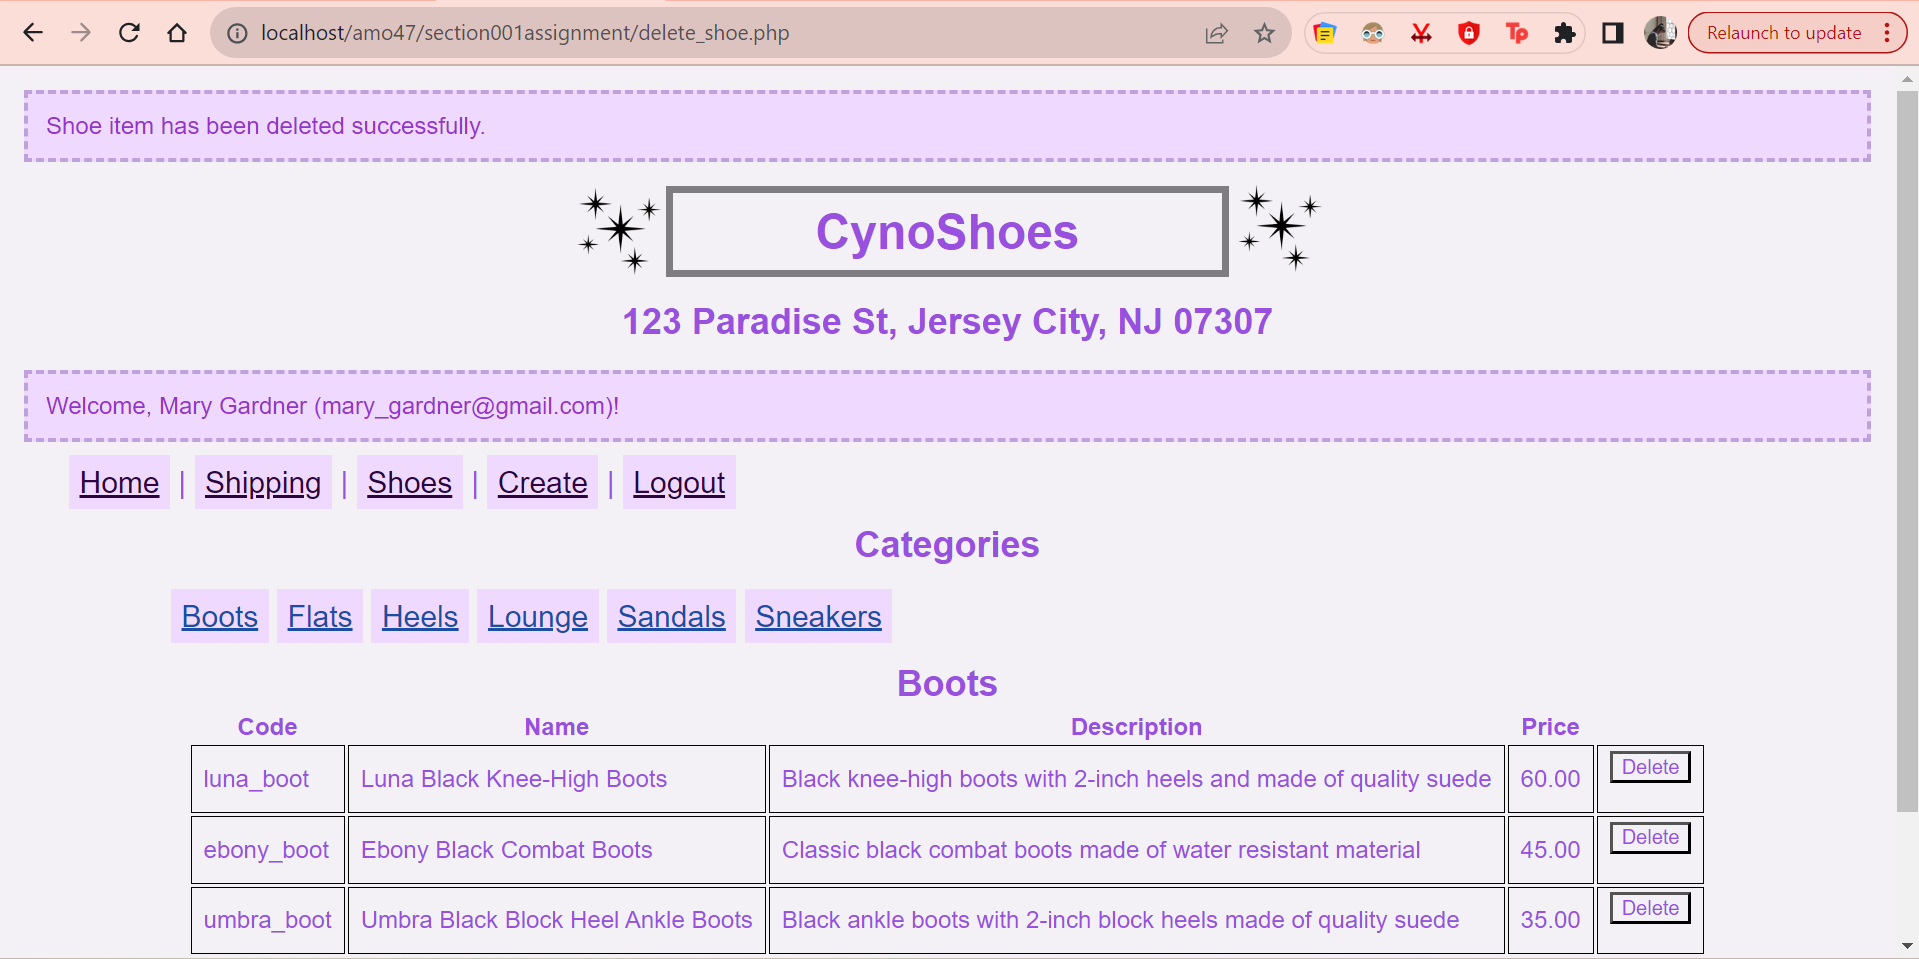 localhost/amo47/section001assignment/delete_shoe.php
Relaunch to update
Shoe item has been deleted successfully.
CynoShoes
123 Paradise St, Jersey City, NJ 07307
Welcome, Mary Gardner (mary_gardner@gmail.com)!
Home | Shipping | Shoes | Create | Logout
Categories
Boots Flats Heels Lounge Sandals Sneakers
Boots
Code Name Description Price
luna_boot Luna Black Knee-High Boots Black knee-high boots with 2-inch heels and made of quality suede 60.00 Delete
ebony_boot Ebony Black Combat Boots Classic black combat boots made of water resistant material 45.00 Delete
umbra_boot Umbra Black Block Heel Ankle Boots Black ankle boots with 2-inch block heels made of quality suede 35.00 Delete